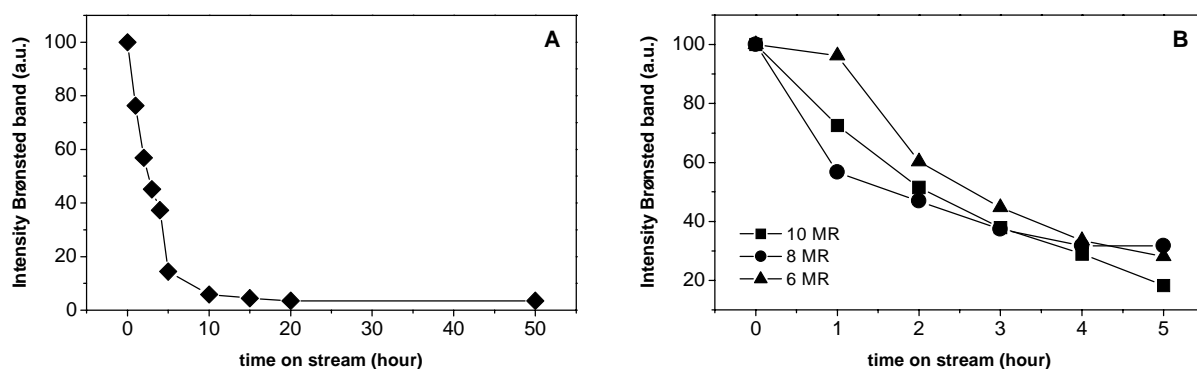 A
Intensity Brønsted band (a.u.)
100
80
60
40
20
0
0 10 20 30 40 50
time on stream (hour)
B
Intensity Brønsted band (a.u.)
100
80
60
40
20
10 MR
8 MR
6 MR
0 1 2 3 4 5
time on stream (hour)